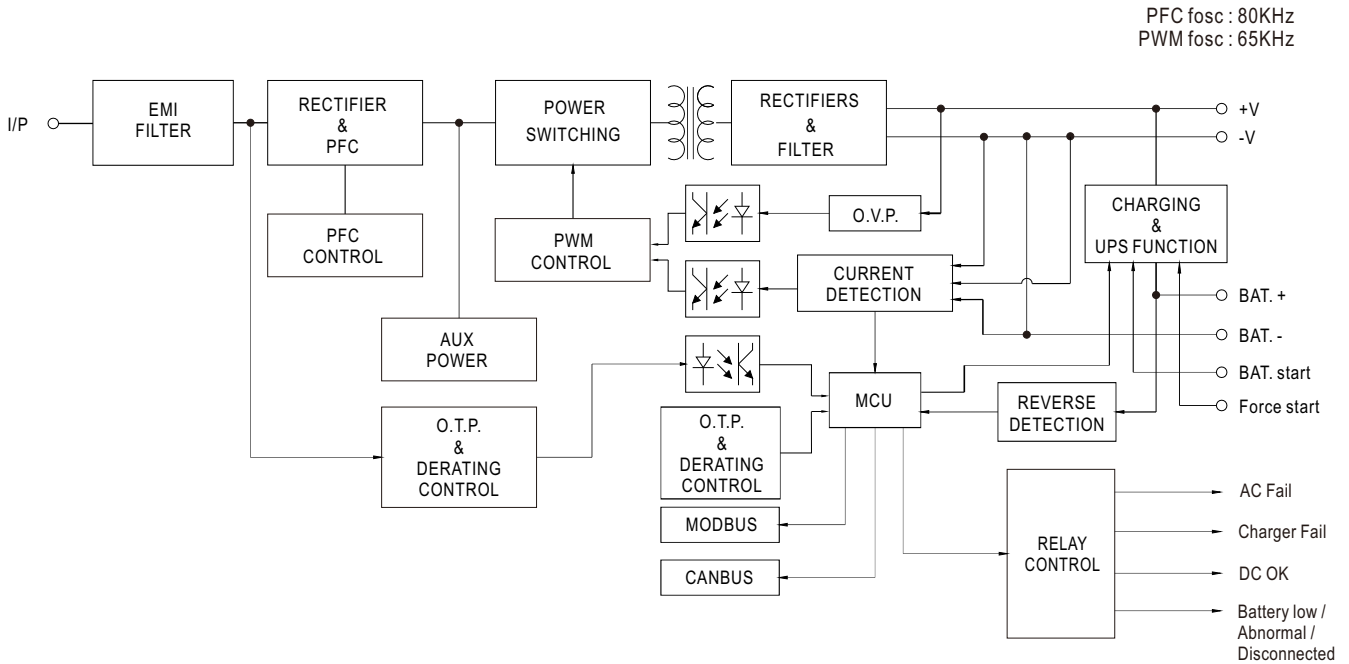 PFC fosc : 80KHz
PWM fosc : 65KHz
I/P
EMI
FILTER
RECTIFIER
&
PFC
POWER
SWITCHING
RECTIFIERS
&
FILTER
+V
-V
PFC
CONTROL
PWM
CONTROL
O.V.P.
CHARGING
&
UPS FUNCTION
CURRENT
DETECTION
BAT. +
BAT. -
AUX
POWER
BAT. start
MCU
REVERSE
DETECTION
Force start
O.T.P.
&
DERATING
CONTROL
O.T.P.
&
DERATING
CONTROL
MODBUS
CANBUS
RELAY
CONTROL
AC Fail
Charger Fail
DC OK
Battery low /
Abnormal /
Disconnected